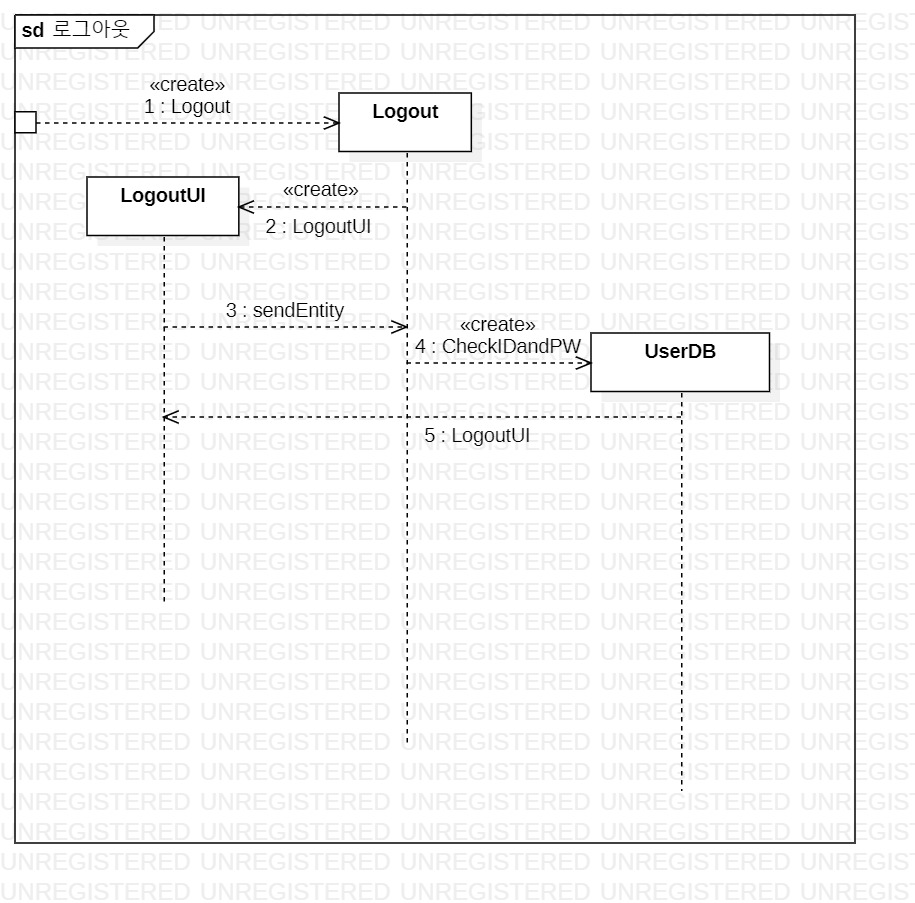 sd 로그아웃
«create»
1 : Logout
Logout
LogoutUI
«create»
2 : LogoutUI
3 : sendEntity
«create»
4 : CheckIDandPW
UserDB
5 : LogoutUI
UNREGISTERED